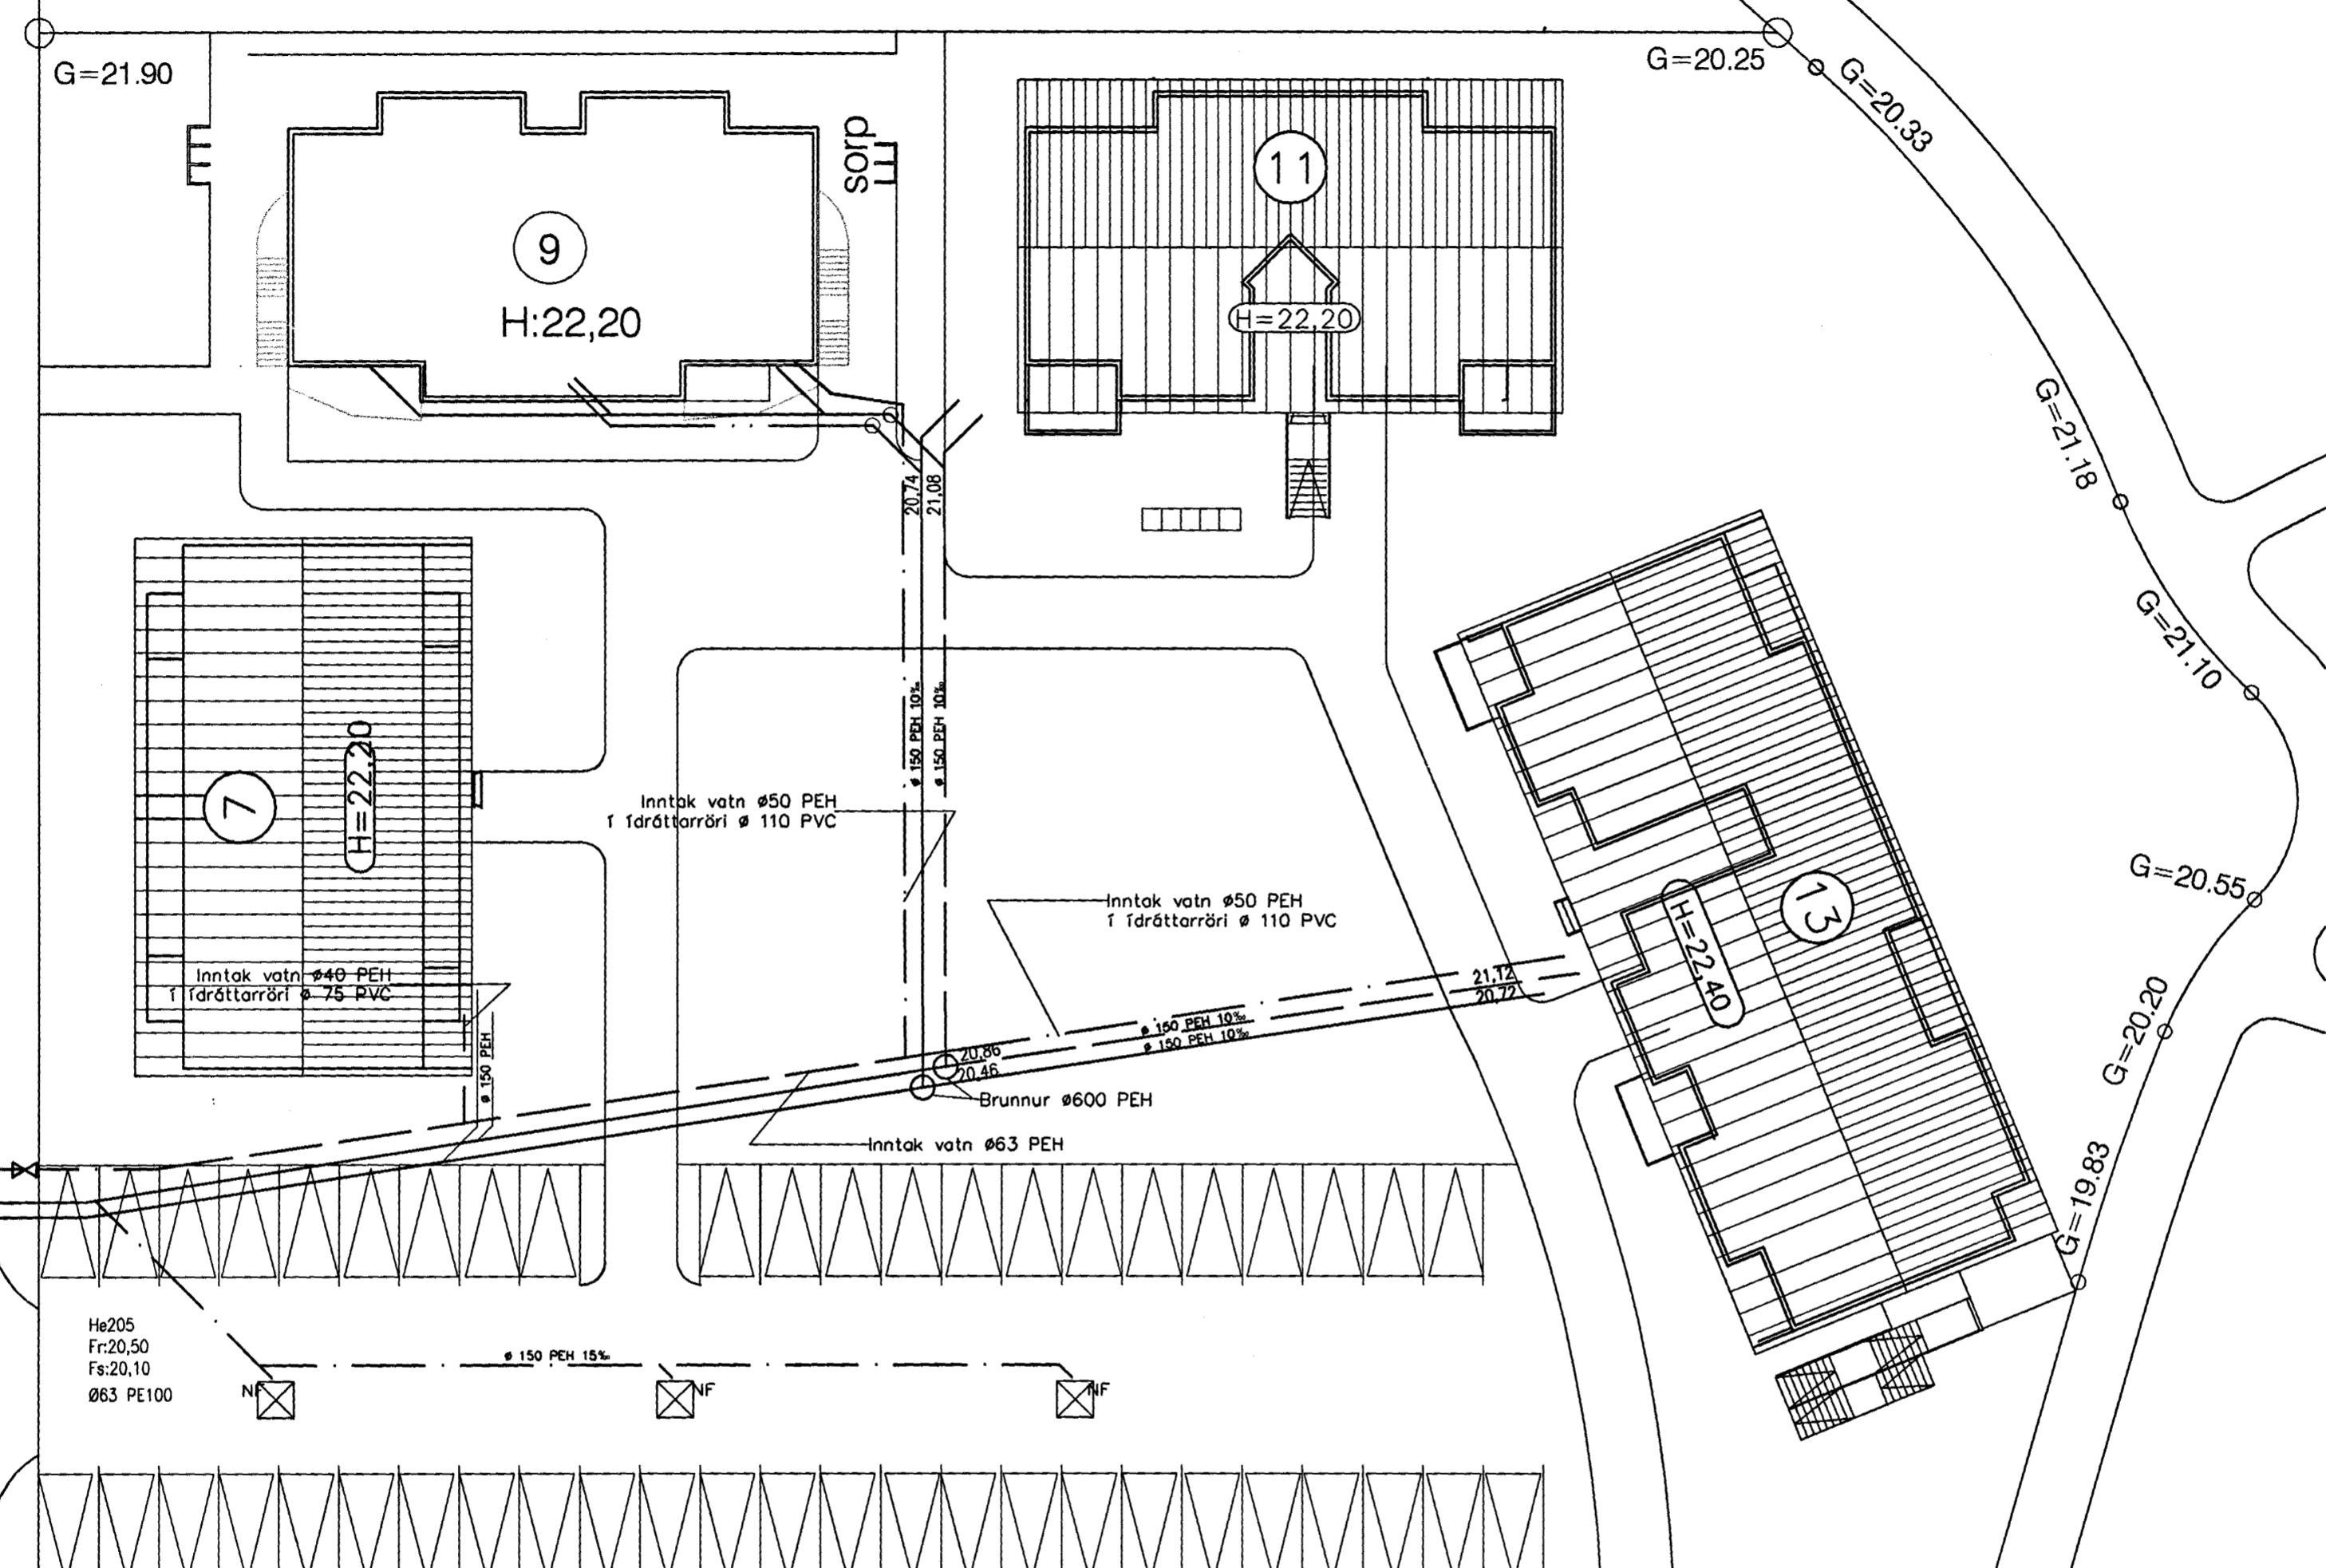 G=21.90
G=20.25
G=20.33
sorp
11
9
H:22,20
H=22,20
G=21.18
20,74
21,08
G=21.10
ø 150 PEH 10‰
ø 150 PEH 10‰
7
H=22,20
Inntak vatn ø50 PEH
í ídráttarröri ø 110 PVC
13
H=22,40
G=20.55
Inntak vatn ø50 PEH
í ídráttarröri ø 110 PVC
Inntak vatn ø40 PEH
í ídráttarröri ø 75 PVC
21,12
20,72
G=20.20
ø 150 PEH 10‰
ø 150 PEH 10‰
ø 150 PEH
20,86
20,46
Brunnur ø600 PEH
Inntak vatn ø63 PEH
G=19.83
He205
Fr:20,50
Fs:20,10
Ø63 PE100
ø 150 PEH 15‰
NF
NF
NF